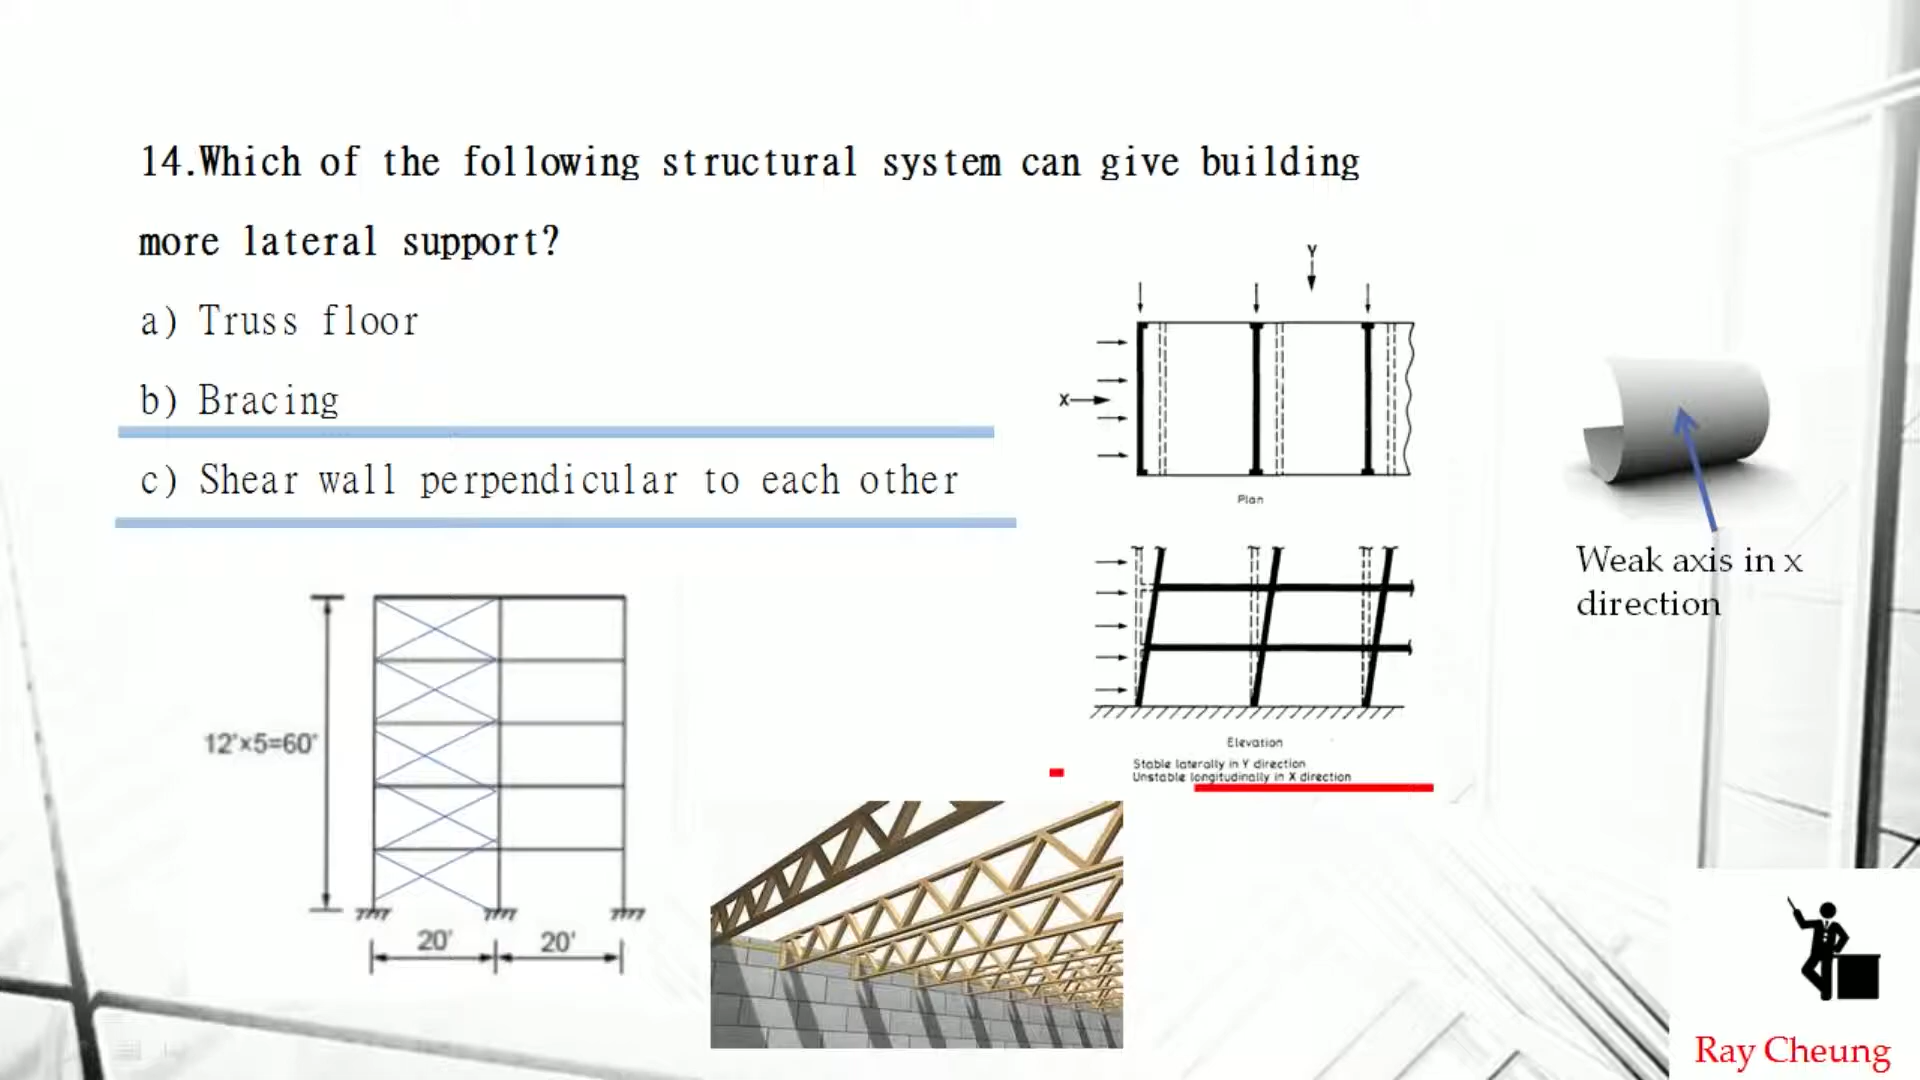 14.Which of the following structural system can give building
more lateral support?
a) Truss floor
b) Bracing
c) Shear wall perpendicular to each other
Y
X
Plan
Elevation
Stable laterally in Y direction
Unstable longitudinally in X direction
Weak axis in x
direction
12'x5=60'
20'
20'
Ray Cheung